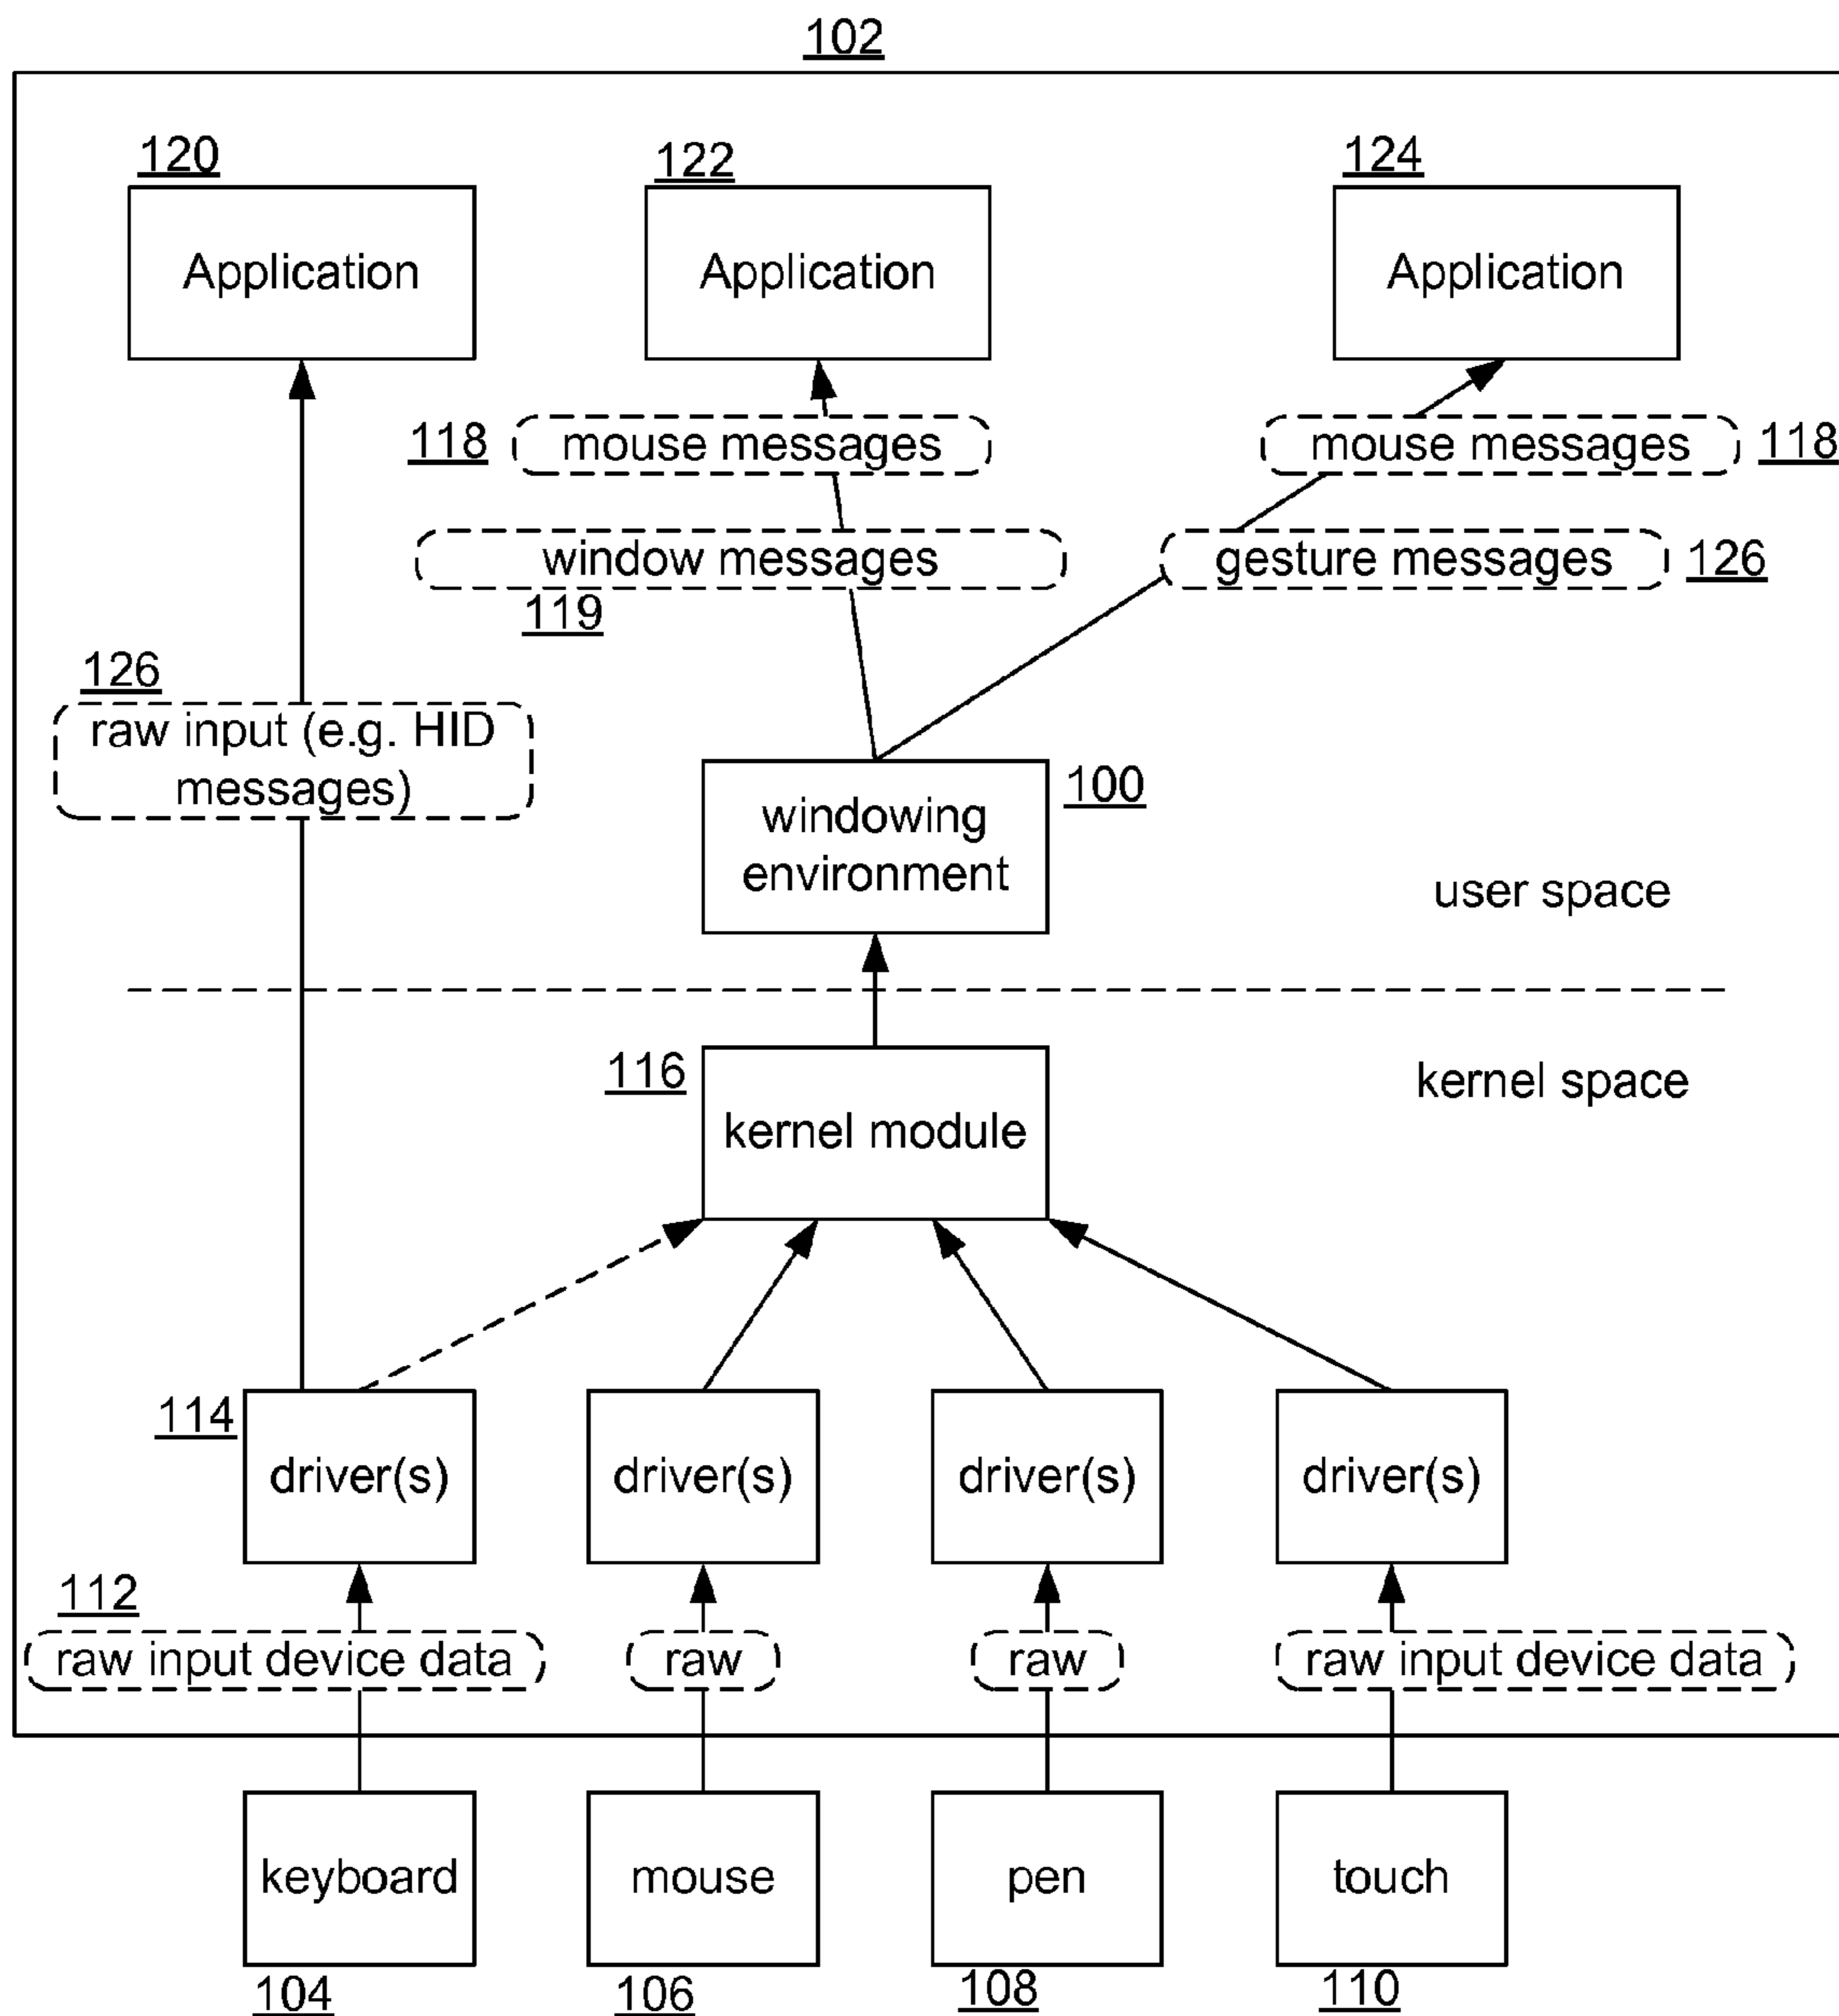 102
120
122
124
Application
Application
Application
118
mouse messages
mouse messages
118
window messages
gesture messages
126
119
126
raw input (e.g. HID
messages)
100
windowing
environment
user space
116
kernel module
kernel space
114
driver(s)
driver(s)
driver(s)
driver(s)
112
raw input device data
raw
raw
raw input device data
keyboard
mouse
pen
touch
104
106
108
110